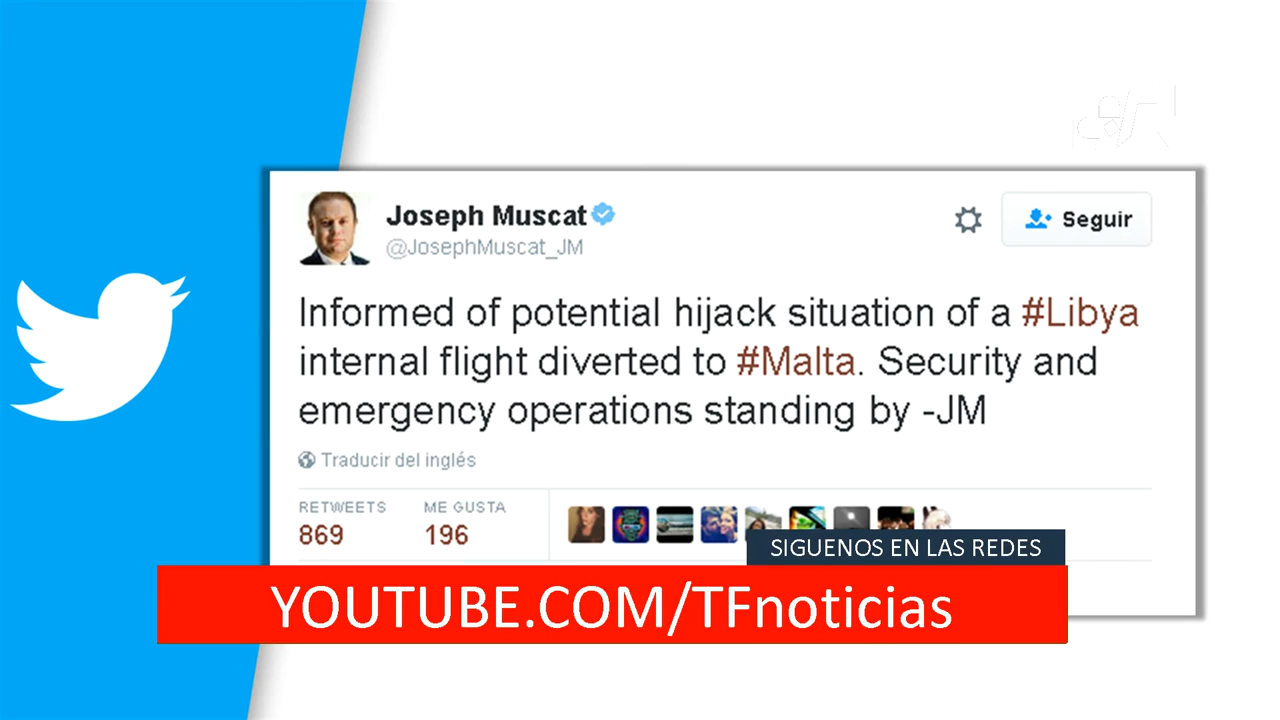 Joseph Muscat
@JosephMuscat_JM
Seguir
Informed of potential hijack situation of a #Libya
internal flight diverted to #Malta. Security and
emergency operations standing by -JM
Traducir del inglés
RETWEETS ME GUSTA
869 196
SIGUENOS EN LAS REDES
YOUTUBE.COM/TFnoticias